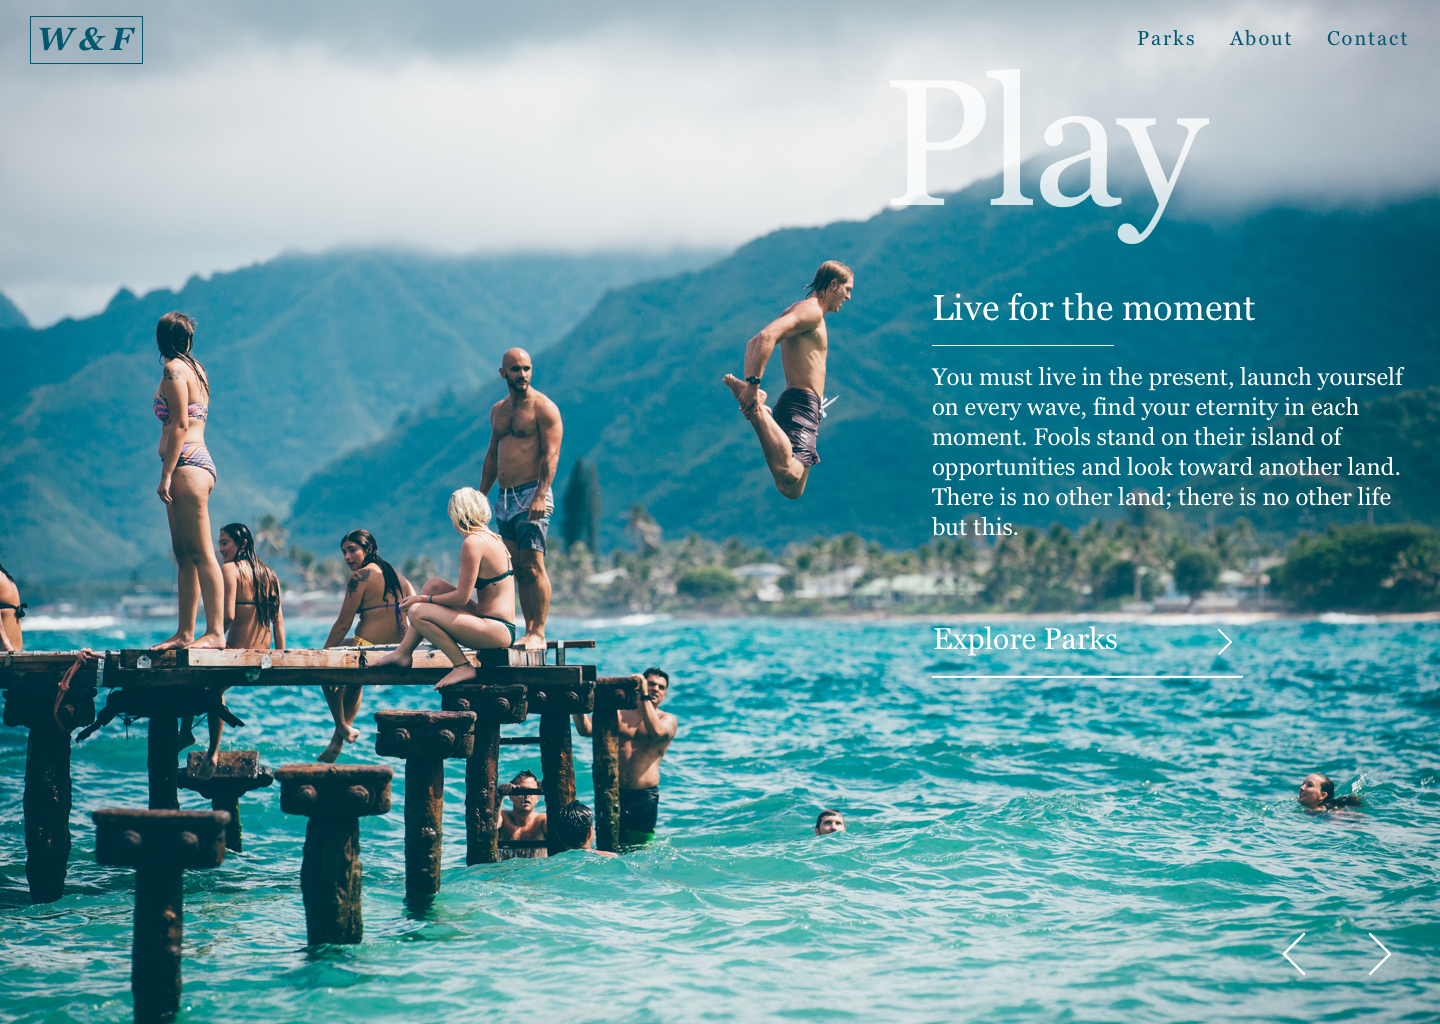 W & F
Parks About Contact
Play
Live for the moment
You must live in the present, launch yourself
on every wave, find your eternity in each
moment. Fools stand on their island of
opportunities and look toward another land.
There is no other land; there is no other life
but this.
Explore Parks